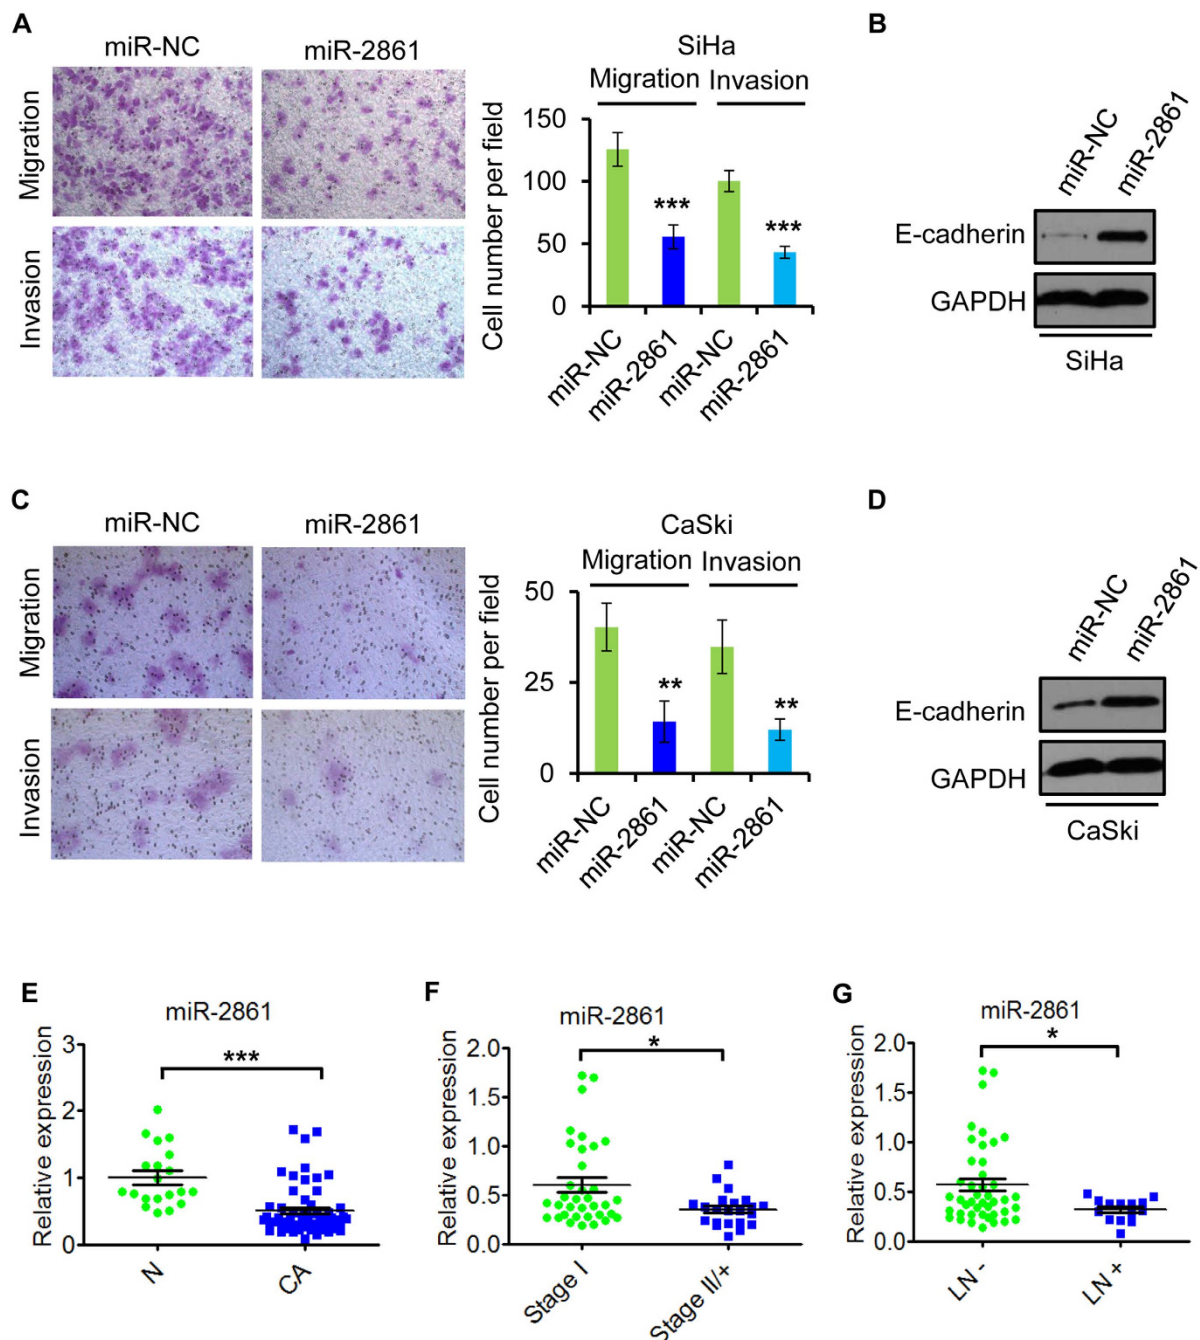 A
miR-NC
miR-2861
Migration
Invasion
SiHa
Migration
Invasion
Cell number per field
150
100
50
0
***
***
miR-NC
miR-2861
miR-NC
miR-2861
B
miR-NC
miR-2861
E-cadherin
GAPDH
SiHa
C
miR-NC
miR-2861
Migration
Invasion
CaSki
Migration
Invasion
Cell number per field
50
25
0
**
**
miR-NC
miR-2861
miR-NC
miR-2861
D
miR-NC
miR-2861
E-cadherin
GAPDH
CaSki
E
miR-2861
Relative expression
3
2
1
0
***
N
CA
F
miR-2861
Relative expression
2.0
1.5
1.0
0.5
0.0
*
Stage I
Stage II/+
G
miR-2861
Relative expression
2.0
1.5
1.0
0.5
0.0
*
LN -
LN +